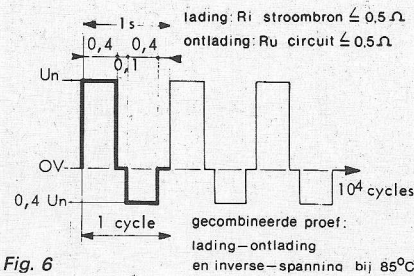 1s
lading: Ri stroombron ≦ 0,5 Ω
0,4 0,4
ontlading: Ru circuit ≦ 0,5 Ω
0,1
Un
OV
10⁴ cycles
0,4 Un
1 cycle
gecombineerde proef:
lading–ontlading
en inverse–spanning bij 85°C
Fig. 6